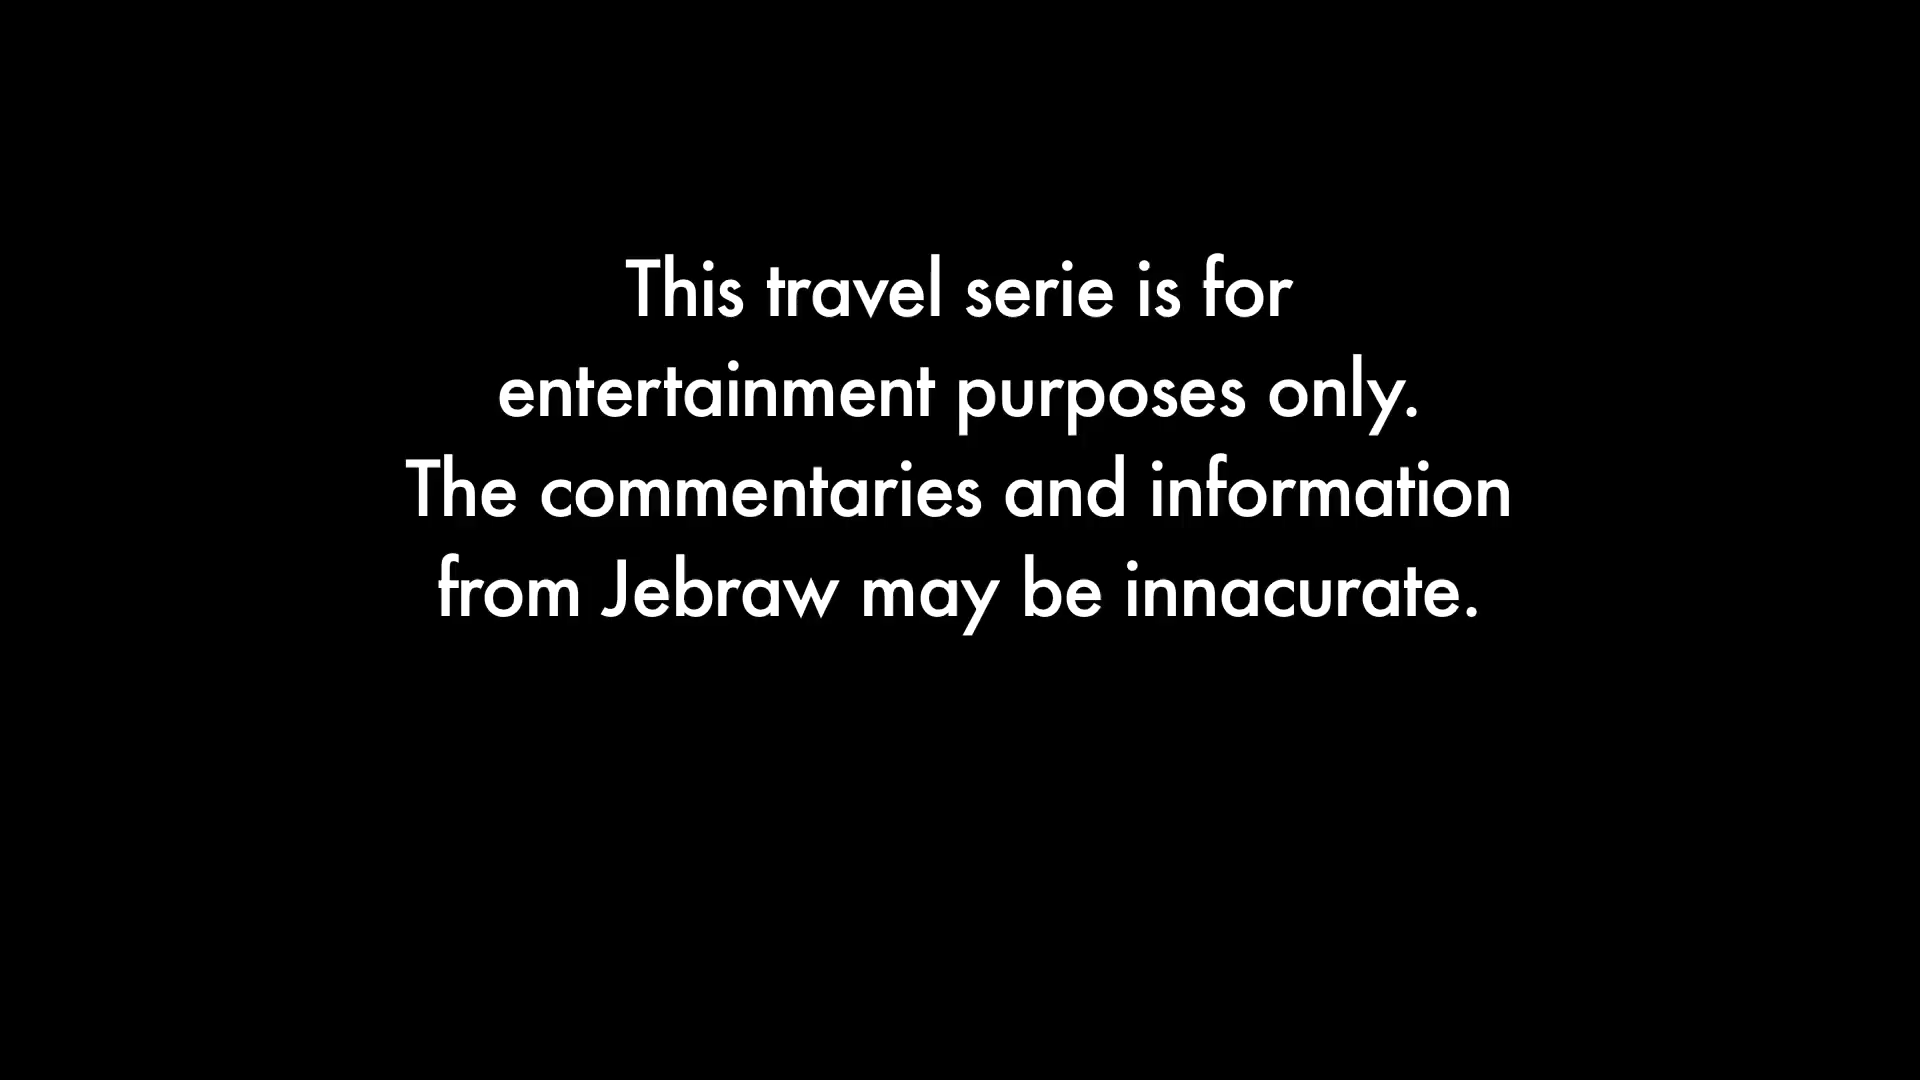 This travel serie is for
entertainment purposes only.
The commentaries and information
from Jebraw may be innacurate.